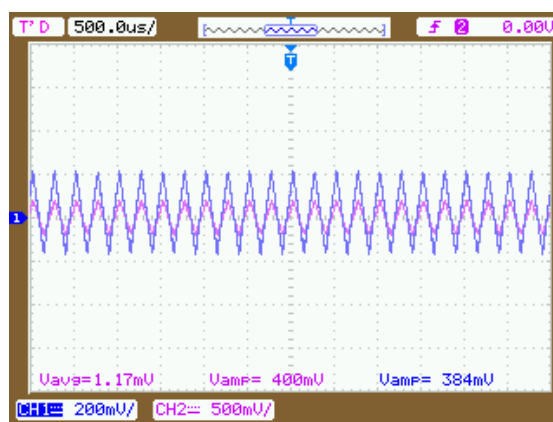 T'D 500.0us/ T 2 0.00V
T
1
Vavg=1.17mV Vamp= 400mV Vamp= 384mV
CH1 200mV/ CH2 500mV/